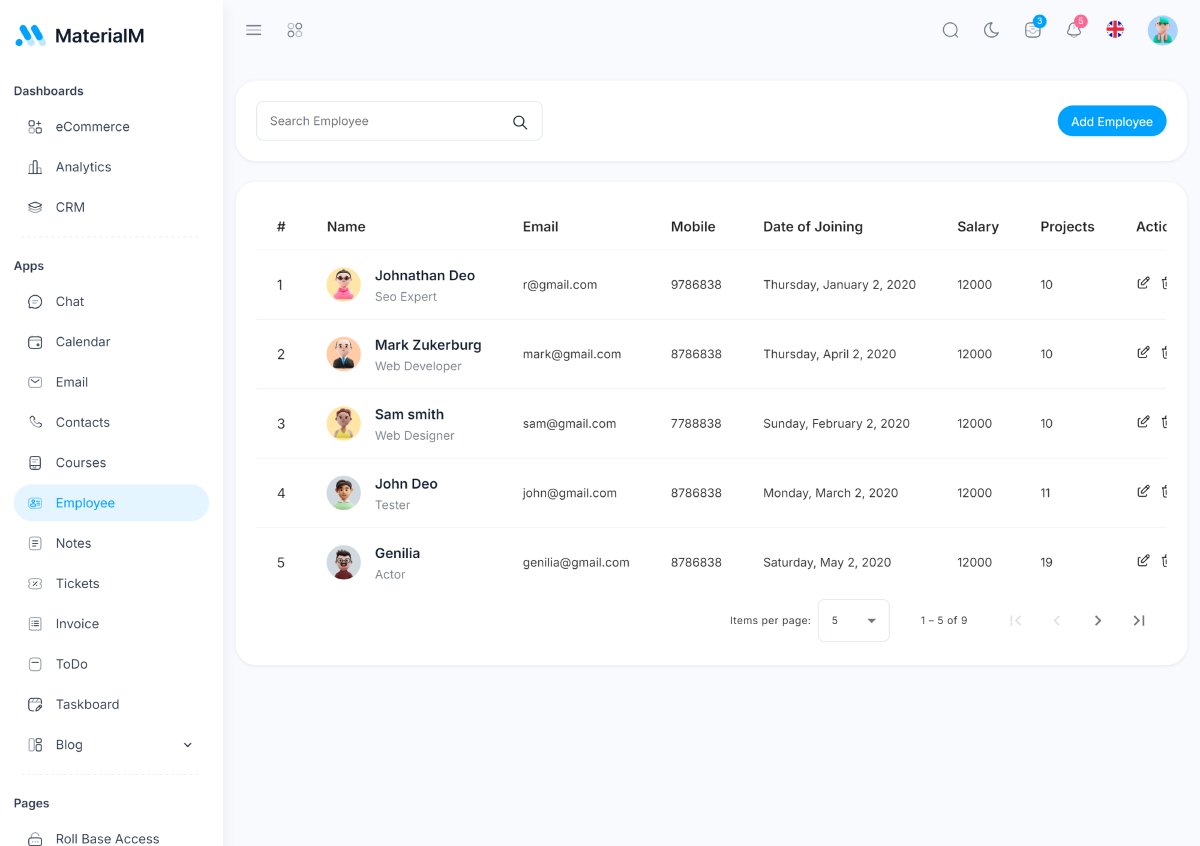 MaterialM
Dashboards
eCommerce
Analytics
CRM
Apps
Chat
Calendar
Email
Contacts
Courses
Employee
Notes
Tickets
Invoice
ToDo
Taskboard
Blog
Pages
Roll Base Access
3
5
Search Employee
Add Employee
# Name Email Mobile Date of Joining Salary Projects Actic
1 Johnathan Deo r@gmail.com 9786838 Thursday, January 2, 2020 12000 10
Seo Expert
2 Mark Zukerburg mark@gmail.com 8786838 Thursday, April 2, 2020 12000 10
Web Developer
3 Sam smith sam@gmail.com 7788838 Sunday, February 2, 2020 12000 10
Web Designer
4 John Deo john@gmail.com 8786838 Monday, March 2, 2020 12000 11
Tester
5 Genilia genilia@gmail.com 8786838 Saturday, May 2, 2020 12000 19
Actor
Items per page: 5 1 – 5 of 9